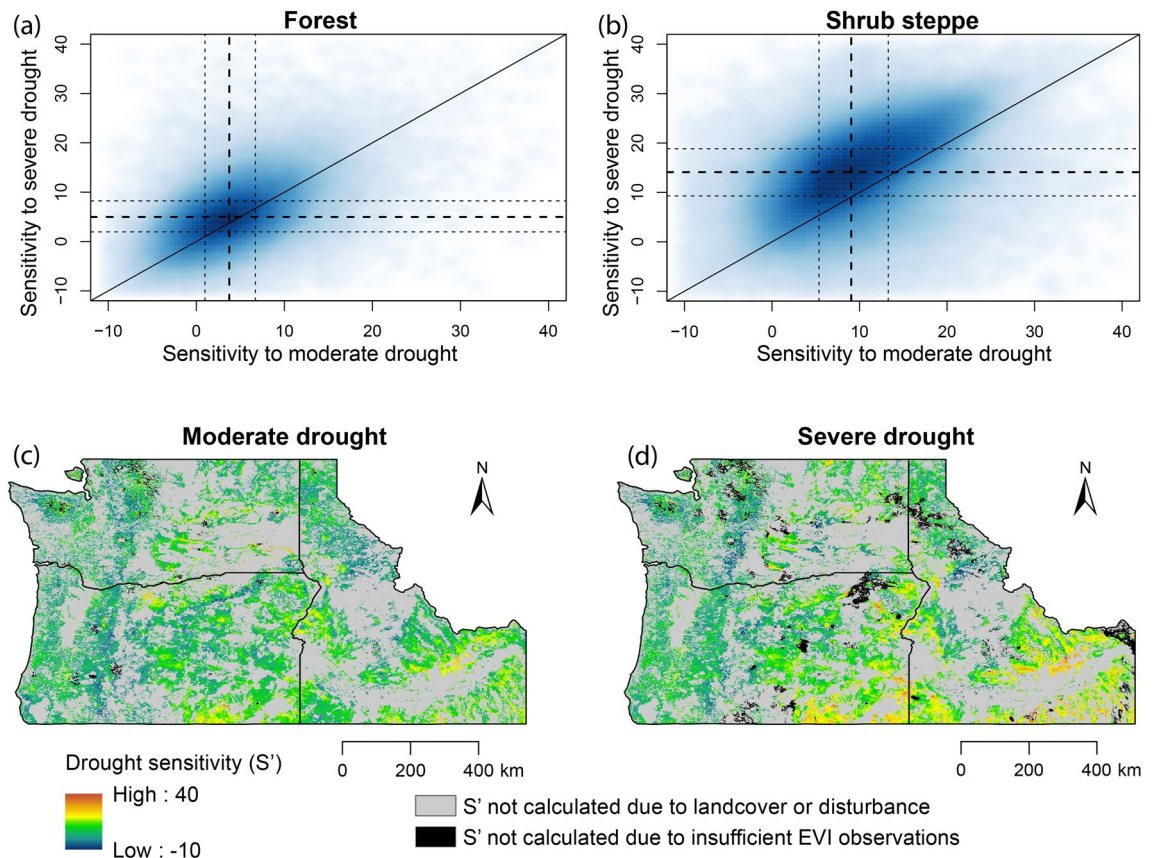 (a)
Forest
Sensitivity to severe drought
40
30
20
10
0
−10
−10 0 10 20 30 40
Sensitivity to moderate drought
(b)
Shrub steppe
Sensitivity to severe drought
40
30
20
10
0
−10
−10 0 10 20 30 40
Sensitivity to moderate drought
(c)
Moderate drought
N
0 200 400 km
(d)
Severe drought
N
0 200 400 km
Drought sensitivity (S’)
High : 40
Low : -10
S’ not calculated due to landcover or disturbance
S’ not calculated due to insufficient EVI observations